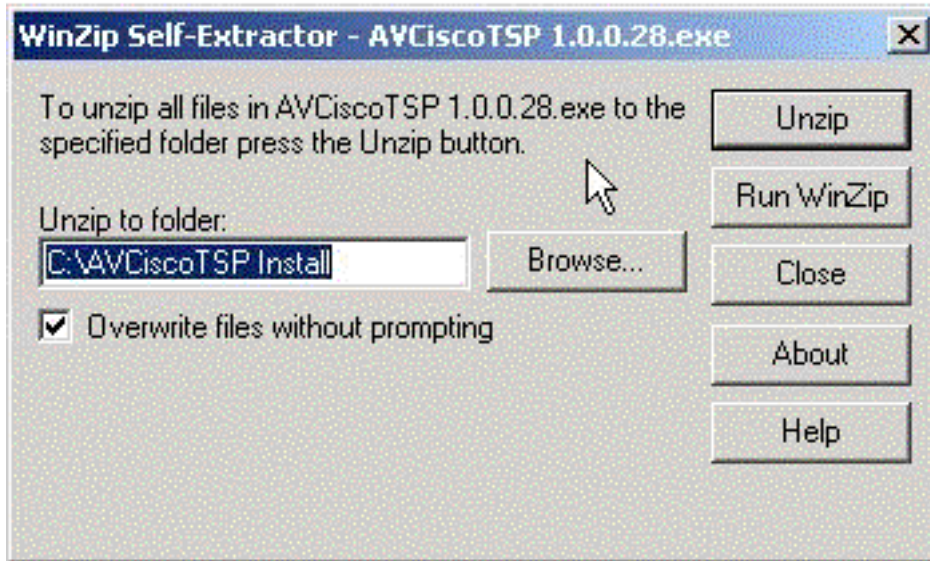 WinZip Self-Extractor - AVCiscoTSP 1.0.0.28.exe
To unzip all files in AVCiscoTSP 1.0.0.28.exe to the
specified folder press the Unzip button.
Unzip to folder:
C:\AVCiscoTSP Install
Browse...
Overwrite files without prompting
Unzip
Run WinZip
Close
About
Help